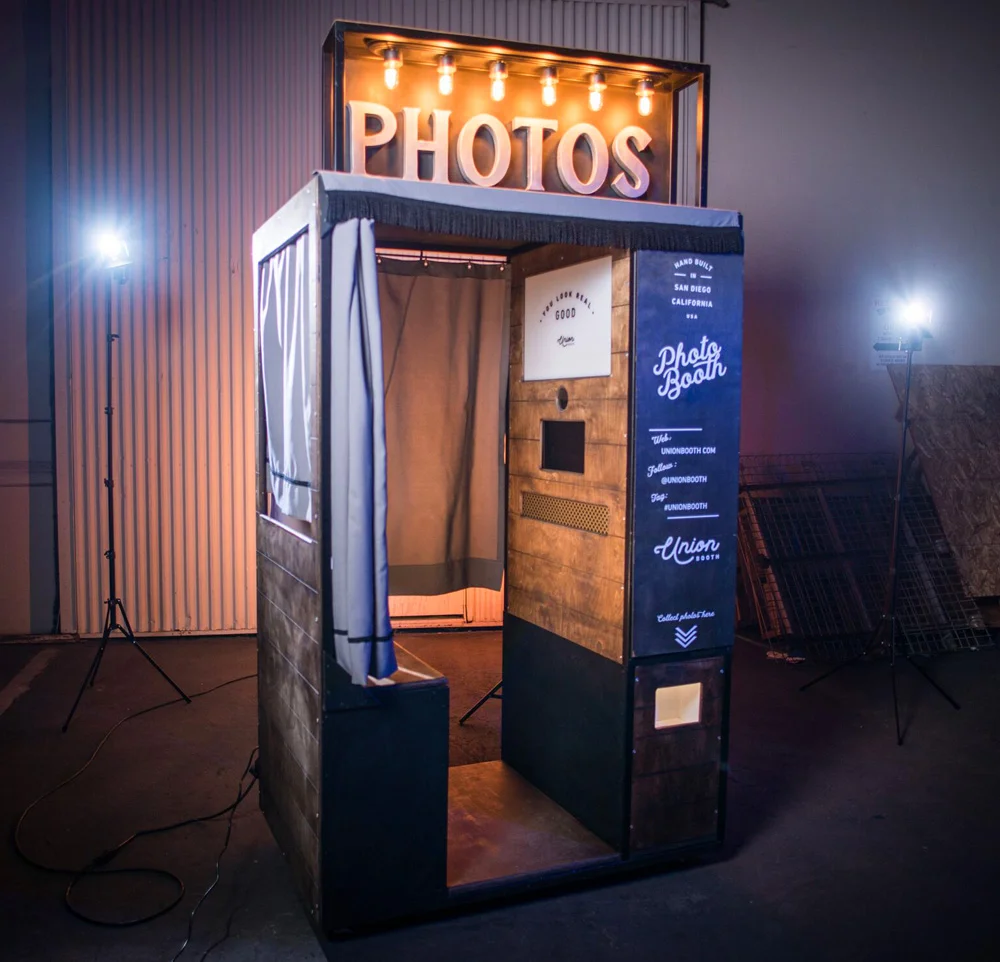 PHOTOS
YOU LOOK REAL
GOOD
Union
HAND BUILT
IN
SAN DIEGO
CALIFORNIA
USA
Photo
Booth
Web:
UNIONBOOTH.COM
Follow:
@UNIONBOOTH
Tag:
#UNIONBOOTH
Union
BOOTH
Collect photos here